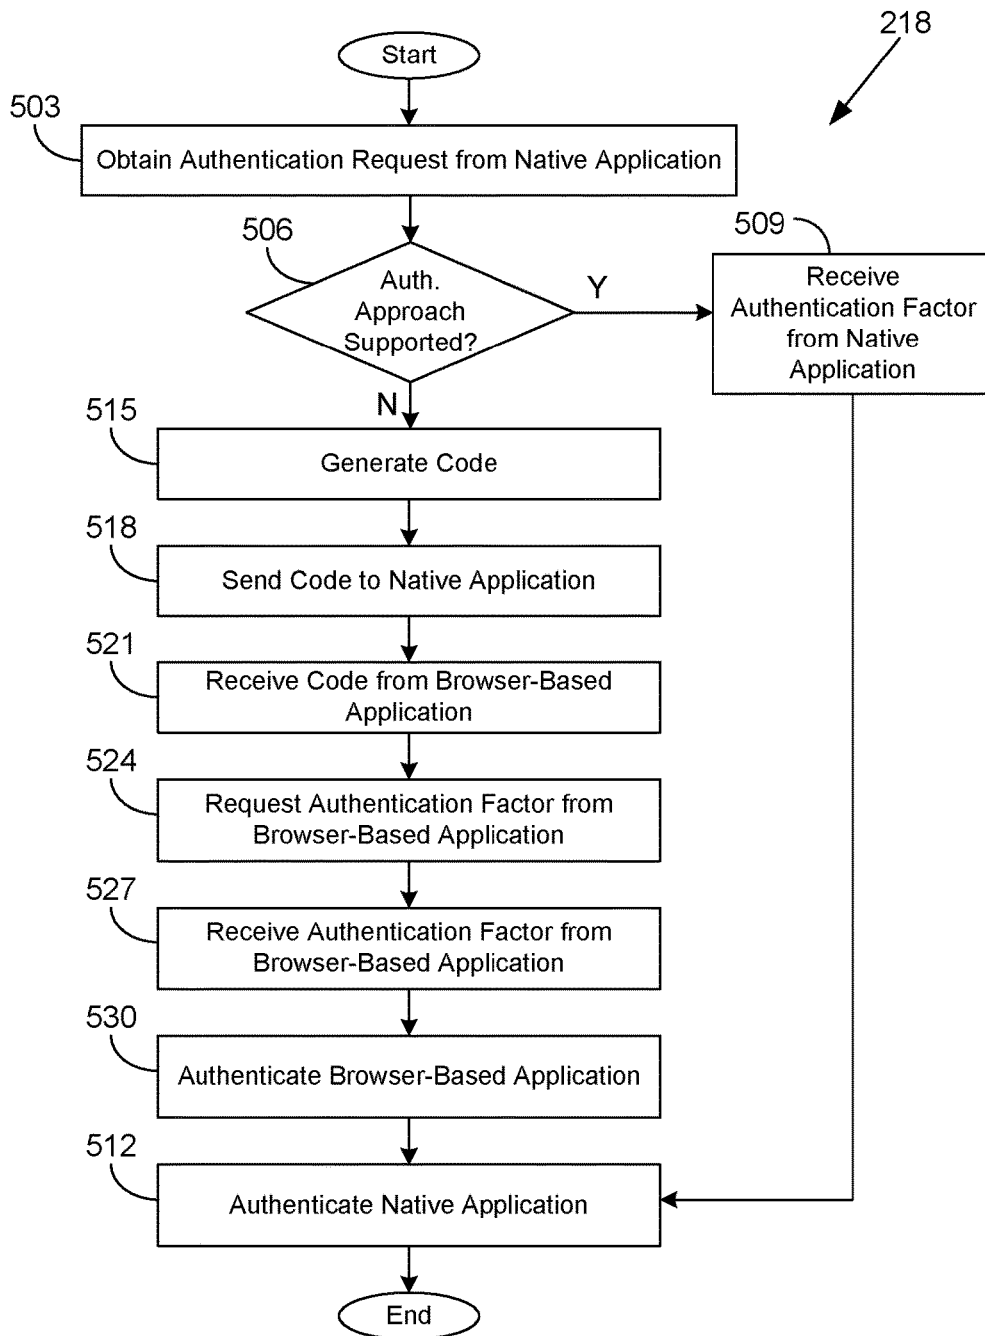 218
Start
503
Obtain Authentication Request from Native Application
506
Auth.
Approach
Supported?
Y
N
509
Receive
Authentication Factor
from Native
Application
515
Generate Code
518
Send Code to Native Application
521
Receive Code from Browser-Based
Application
524
Request Authentication Factor from
Browser-Based Application
527
Receive Authentication Factor from
Browser-Based Application
530
Authenticate Browser-Based Application
512
Authenticate Native Application
End